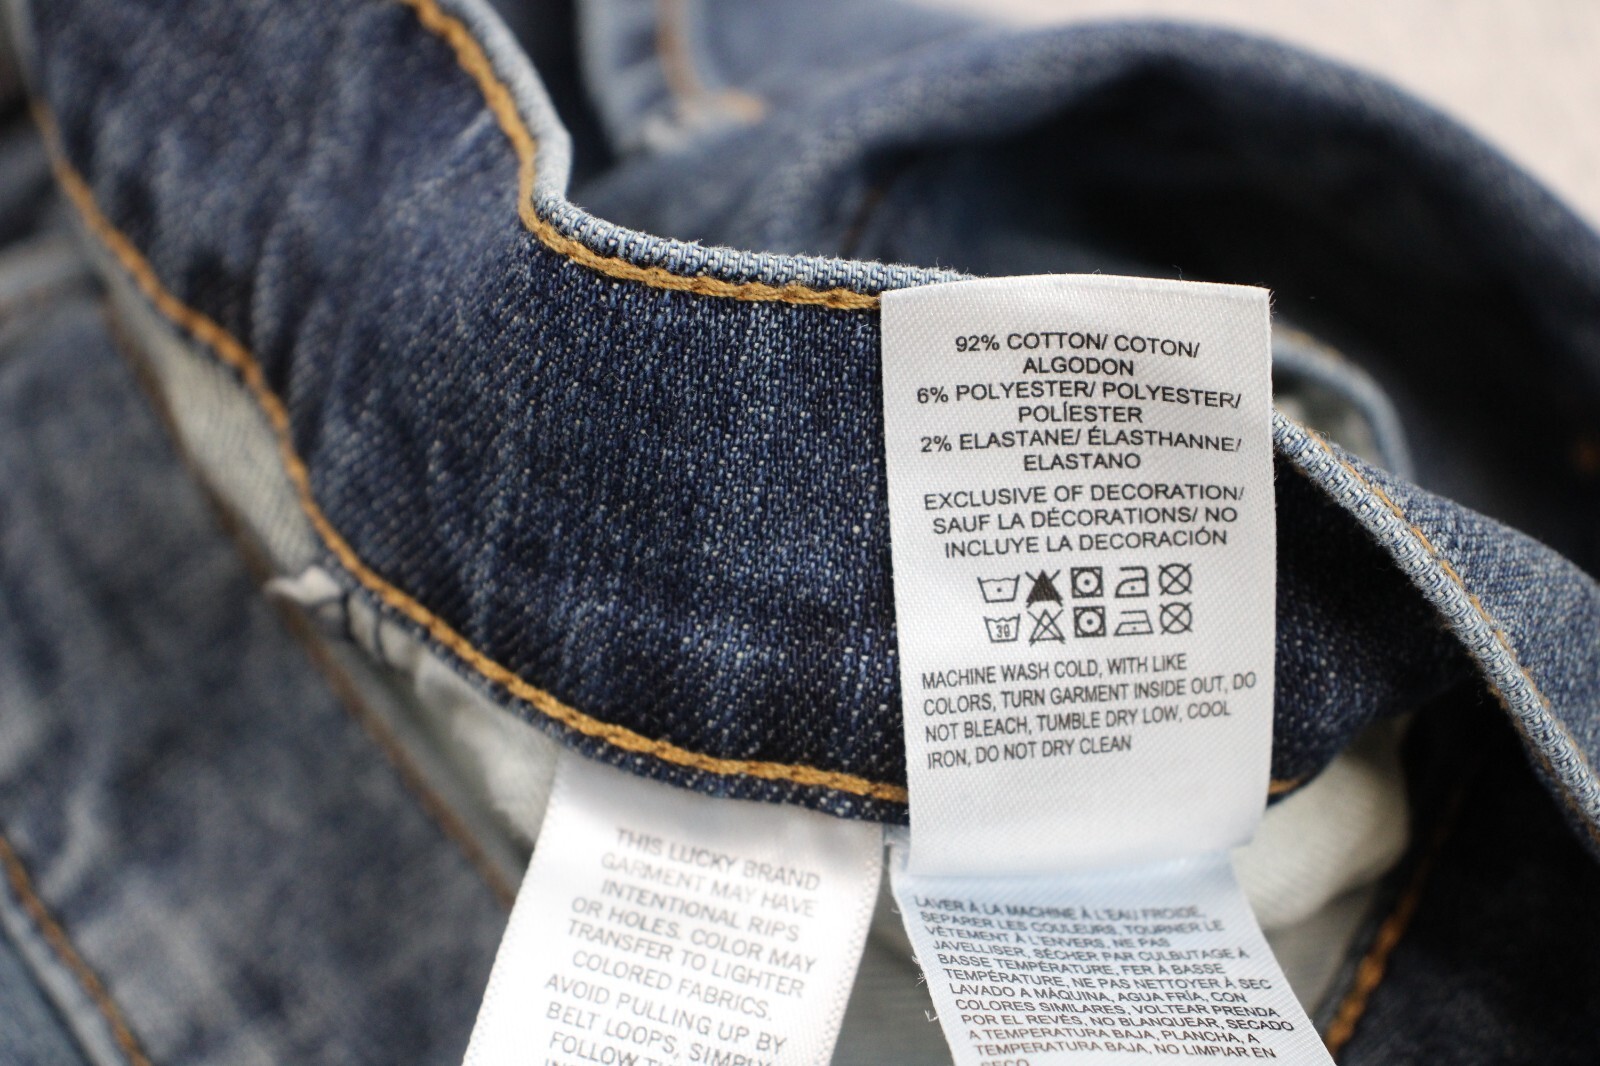 92% COTTON/ COTON/
ALGODON
6% POLYESTER/ POLYESTER/
POLÍESTER
2% ELASTANE/ ÉLASTHANNE/
ELASTANO
EXCLUSIVE OF DECORATION/
SAUF LA DÉCORATIONS/ NO
INCLUYE LA DECORACIÓN
30
MACHINE WASH COLD, WITH LIKE
COLORS, TURN GARMENT INSIDE OUT, DO
NOT BLEACH, TUMBLE DRY LOW, COOL
IRON, DO NOT DRY CLEAN
THIS LUCKY BRAND
GARMENT MAY HAVE
INTENTIONAL RIPS
OR HOLES. COLOR MAY
TRANSFER TO LIGHTER
COLORED FABRICS.
AVOID PULLING UP BY
BELT LOOPS, SIMPLY
FOLLOW
LAVER À LA MACHINE À L'EAU FROIDE,
SEPARER LES COULEURS, TOURNER LE
VÊTEMENT À L'ENVERS, NE PAS
JAVELLISER, SÉCHER PAR CULBUTAGE À
BASSE TEMPÉRATURE, FER À BASSE
TEMPÉRATURE, NE PAS NETTOYER À SEC
LAVADO A MÁQUINA, AGUA FRÍA, CON
COLORES SIMILARES, VOLTEAR PRENDA
POR EL REVÉS, NO BLANQUEAR, SECADO
A TEMPERATURA BAJA, PLANCHA, A
TEMPERATURA BAJA, NO LIMPIAR EN
SECO